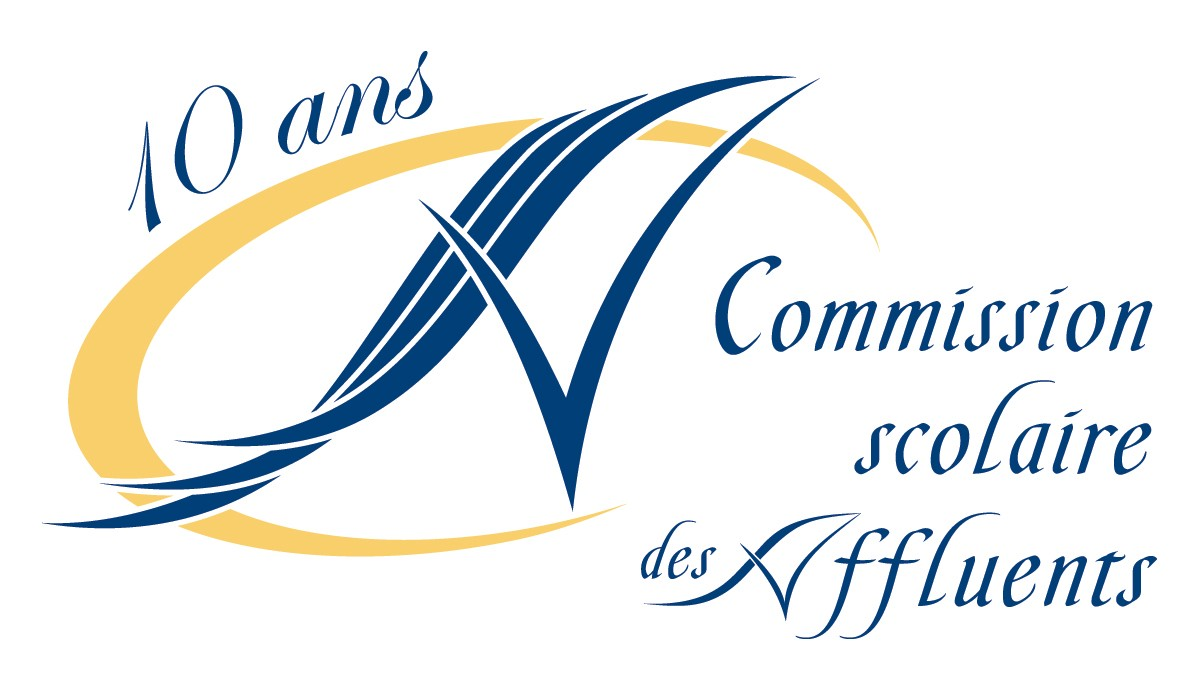 10 ans
Commission
scolaire
des Affluents